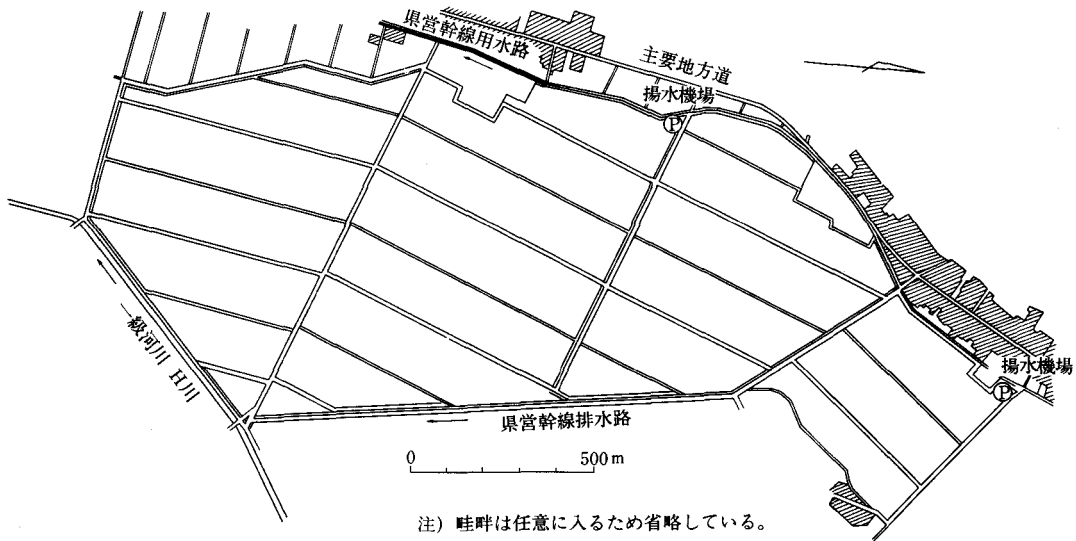 県営幹線用水路
主要地方道
揚水機場
P
揚水機場
P
一級河川 H川
県営幹線排水路
0 500m
注) 畦畔は任意に入るため省略している。